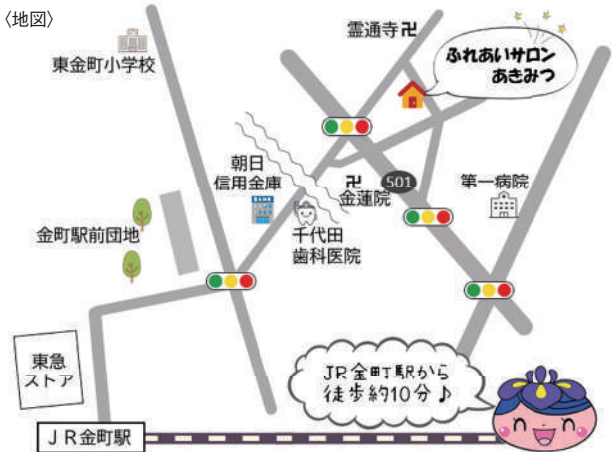 〈地図〉
霊通寺卍
ふれあいサロン
あきみつ
東金町小学校
朝日
信用金庫
BANK
卍
金蓮院
501
第一病院
千代田
歯科医院
金町駅前団地
東急
ストア
JR金町駅から
徒歩約10分♪
JR金町駅